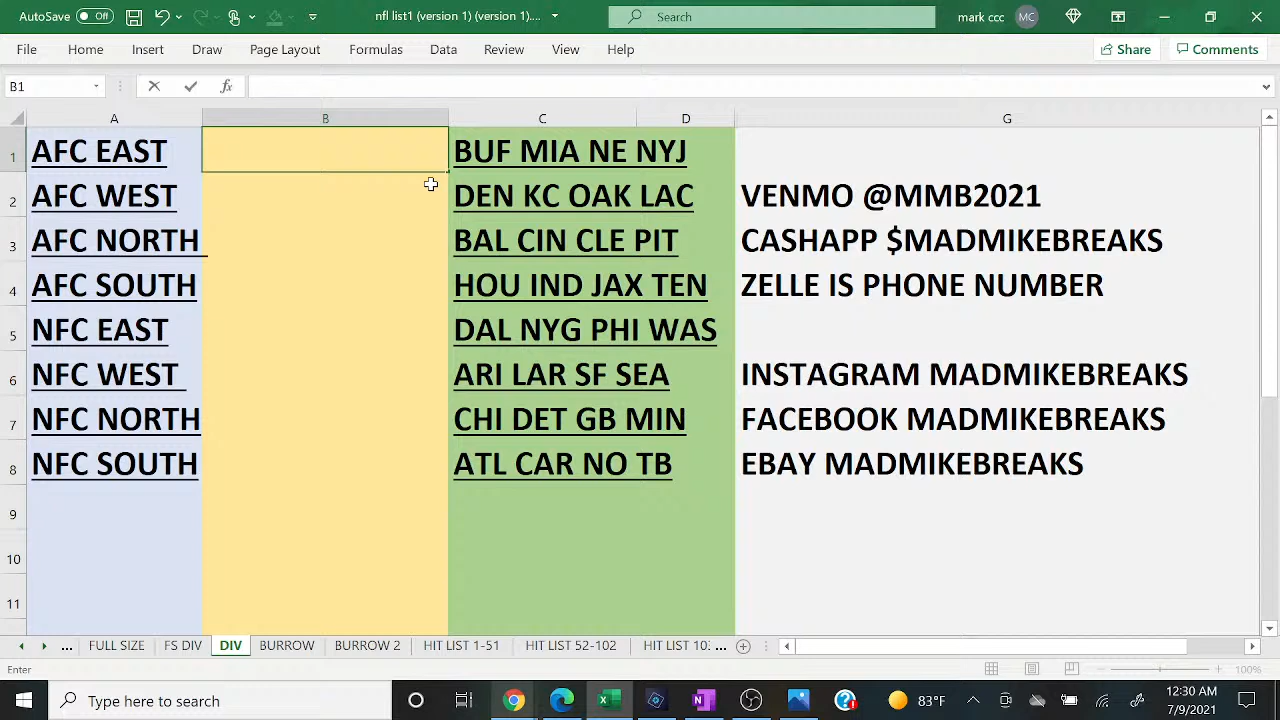 AutoSave Off nfl list1 (version 1) (version 1).... Search mark ccc MC
File Home Insert Draw Page Layout Formulas Data Review View Help Share Comments
B1 fx
A B C D G
1 AFC EAST BUF MIA NE NYJ
2 AFC WEST DEN KC OAK LAC VENMO @MMB2021
3 AFC NORTH BAL CIN CLE PIT CASHAPP $MADMIKEBREAKS
4 AFC SOUTH HOU IND JAX TEN ZELLE IS PHONE NUMBER
5 NFC EAST DAL NYG PHI WAS
6 NFC WEST ARI LAR SF SEA INSTAGRAM MADMIKEBREAKS
7 NFC NORTH CHI DET GB MIN FACEBOOK MADMIKEBREAKS
8 NFC SOUTH ATL CAR NO TB EBAY MADMIKEBREAKS
9
10
11
... FULL SIZE FS DIV DIV BURROW BURROW 2 HIT LIST 1-51 HIT LIST 52-102 HIT LIST 10: ...
Enter 100%
Type here to search 83°F 12:30 AM
7/9/2021